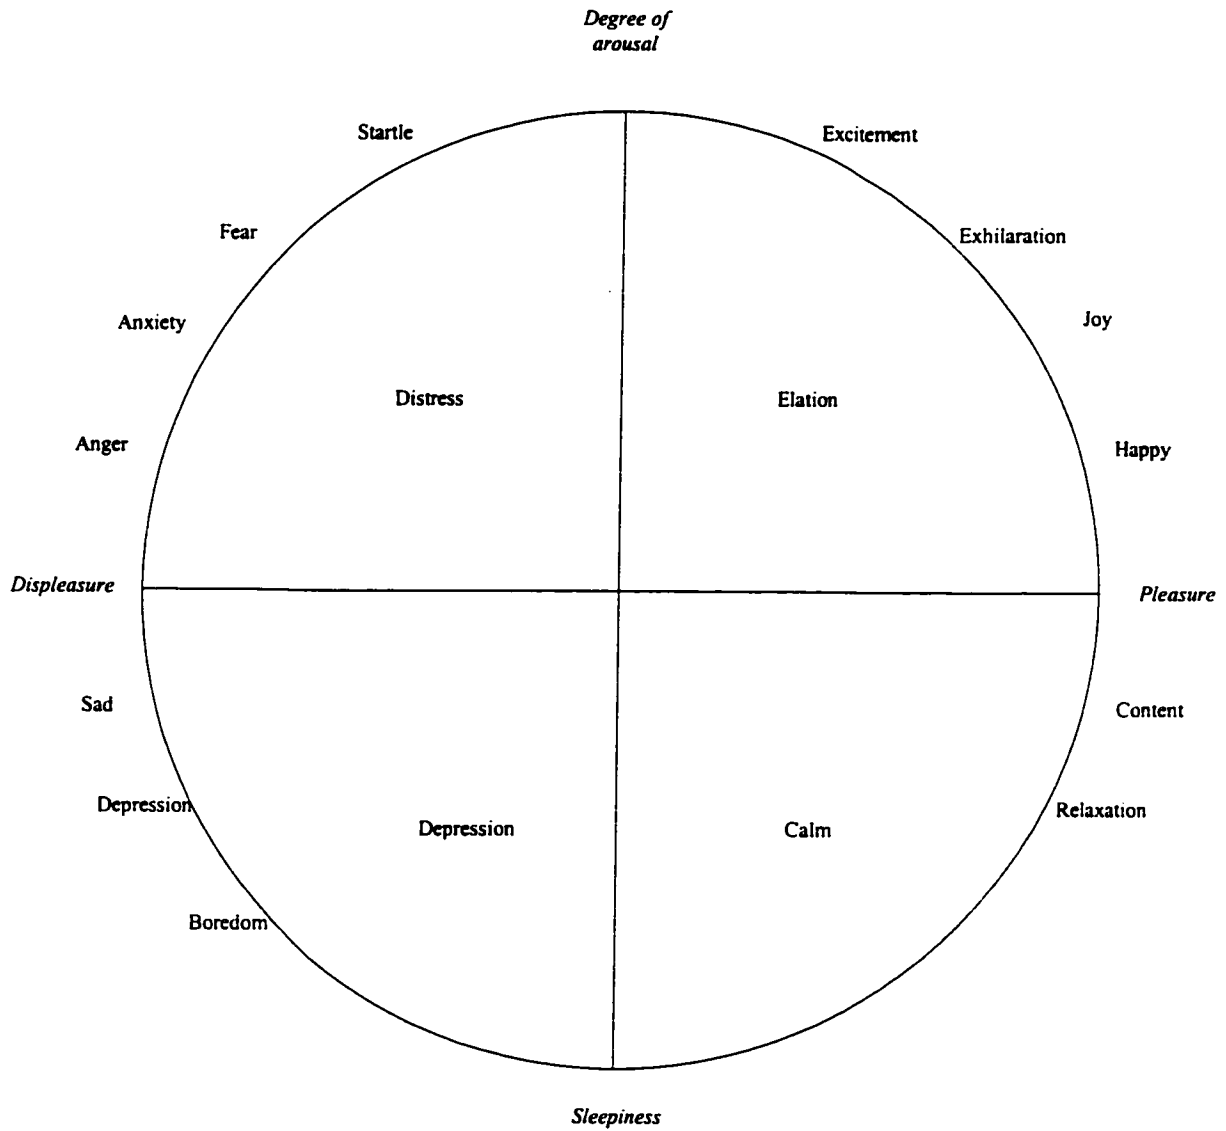 Degree of
arousal
Startle
Excitement
Fear
Exhilaration
Anxiety
Joy
Distress
Elation
Anger
Happy
Displeasure
Pleasure
Sad
Content
Depression
Relaxation
Depression
Calm
Boredom
Sleepiness